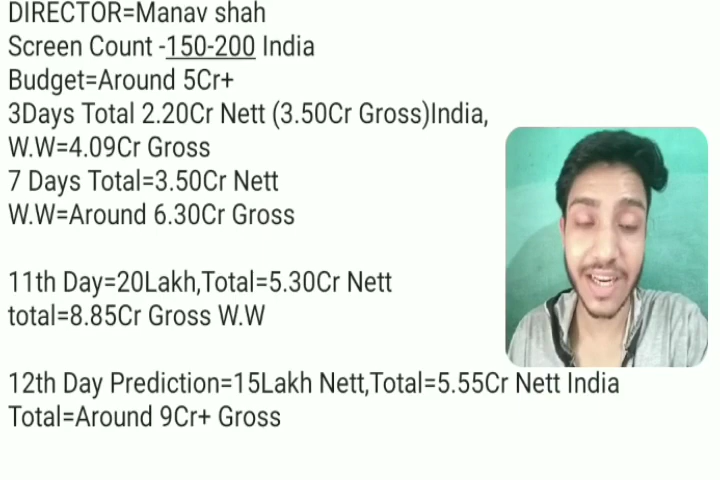 DIRECTOR=Manav shah
Screen Count -150-200 India
Budget=Around 5Cr+
3Days Total 2.20Cr Nett (3.50Cr Gross)India,
W.W=4.09Cr Gross
7 Days Total=3.50Cr Nett
W.W=Around 6.30Cr Gross
11th Day=20Lakh,Total=5.30Cr Nett
total=8.85Cr Gross W.W
12th Day Prediction=15Lakh Nett,Total=5.55Cr Nett India
Total=Around 9Cr+ Gross